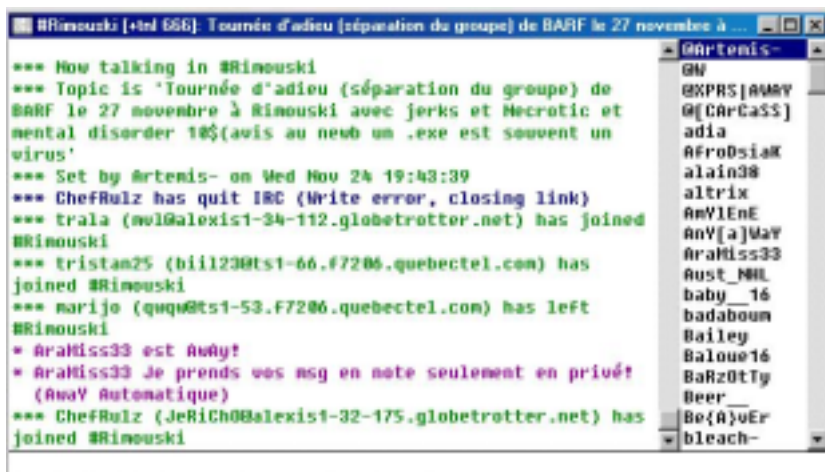 #Rimouski [+tnl 666]: Tournée d'adieu (séparation du groupe) de BARF le 27 novembre à ...
*** Now talking in #Rimouski
*** Topic is 'Tournée d'adieu (séparation du groupe) de
BARF le 27 novembre à Rimouski avec jerks et Necrotic et
mental disorder 10$(avis au newb un .exe est souvent un
virus'
*** Set by Artemis- on Wed Nov 24 19:43:39
*** ChefRulz has quit IRC (Write error, closing link)
*** trala (mvl@alexis1-34-112.globetrotter.net) has joined
#Rimouski
*** tristan25 (biil23@ts1-66.f7206.quebectel.com) has
joined #Rimouski
*** marijo (qwqw@ts1-53.f7206.quebectel.com) has left
#Rimouski
* AraMiss33 est AwAy!
* AraMiss33 Je prends vos msg en note seulement en privé!
(AwaY Automatique)
*** ChefRulz (JeRiCh0@alexis1-32-175.globetrotter.net) has
joined #Rimouski
@Artemis-
@W
@XPRS|AWAY
@[CArCaSS]
adia
AfroDsiaK
alain38
altrix
AmYlEnE
AnY[a]WaY
AraMiss33
Aust_NHL
baby__16
badaboum
Bailey
Baloue16
BaRzOtTy
Beer__
Be{A}vEr
bleach-